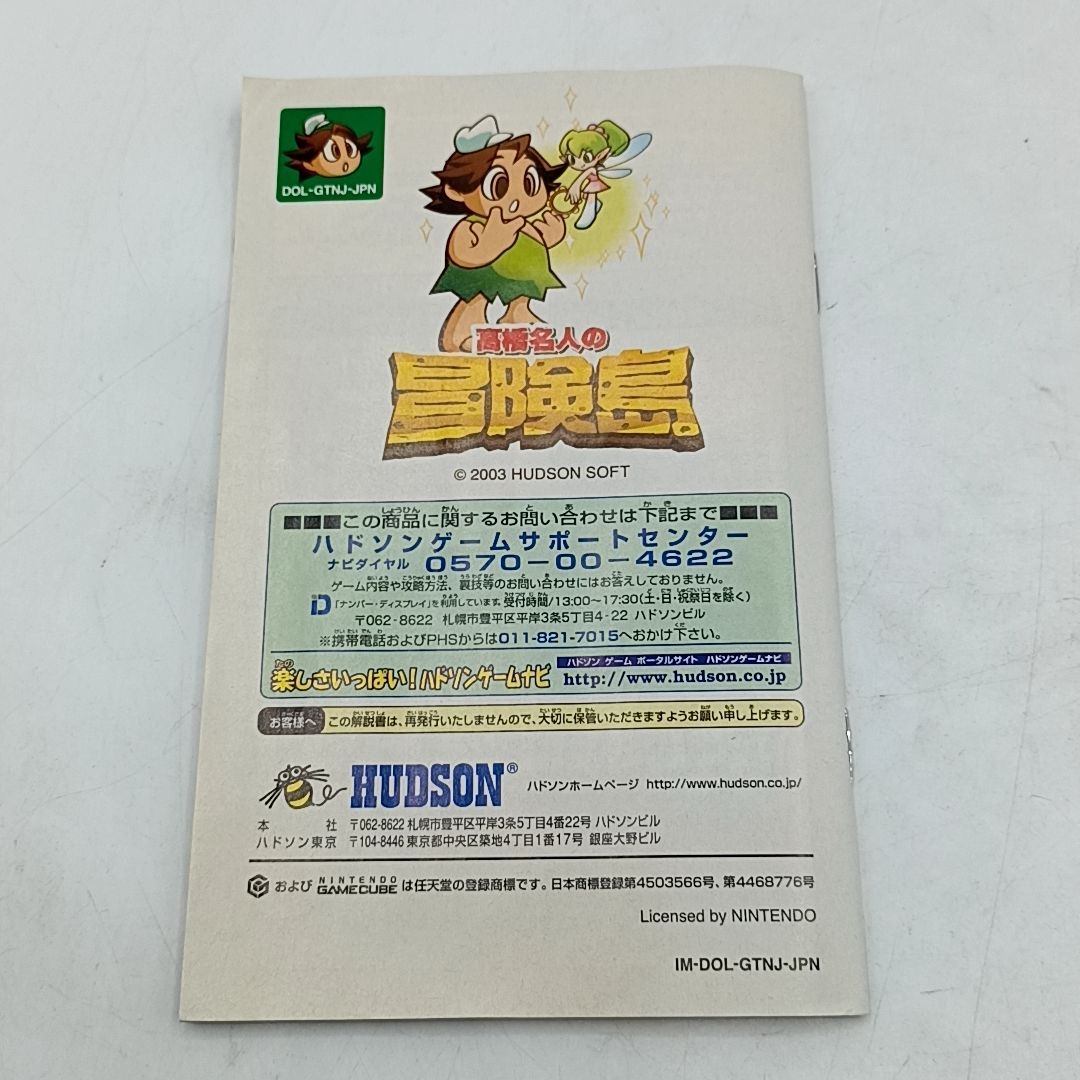 DOL-GTNJ-JPN
高橋名人の
冒険島。
© 2003 HUDSON SOFT
■■■この商品に関するお問い合わせは下記まで■■■
ハドソンゲームサポートセンター
ナビダイヤル 0570-00-4622
ゲーム内容や攻略方法、裏技等のお問い合わせにはお答えしておりません。
D「ナンバー・ディスプレイ」を利用しています。受付時間/13:00~17:30(土・日・祝祭日を除く)
〒062-8622 札幌市豊平区平岸3条5丁目4-22 ハドソンビル
※携帯電話およびPHSからは011-821-7015へおかけ下さい。
楽しさいっぱい!ハドソンゲームナビ
ハドソン ゲーム ポータルサイト ハドソンゲームナビ
http://www.hudson.co.jp
お客様へ この解説書は、再発行いたしませんので、大切に保管いただきますようお願い申し上げます。
HUDSON® ハドソンホームページ http://www.hudson.co.jp/
本社 〒062-8622 札幌市豊平区平岸3条5丁目4番22号 ハドソンビル
ハドソン東京 〒104-8446 東京都中央区築地4丁目1番17号 銀座大野ビル
および NINTENDO GAMECUBE は任天堂の登録商標です。日本商標登録第4503566号、第4468776号
Licensed by NINTENDO
IM-DOL-GTNJ-JPN